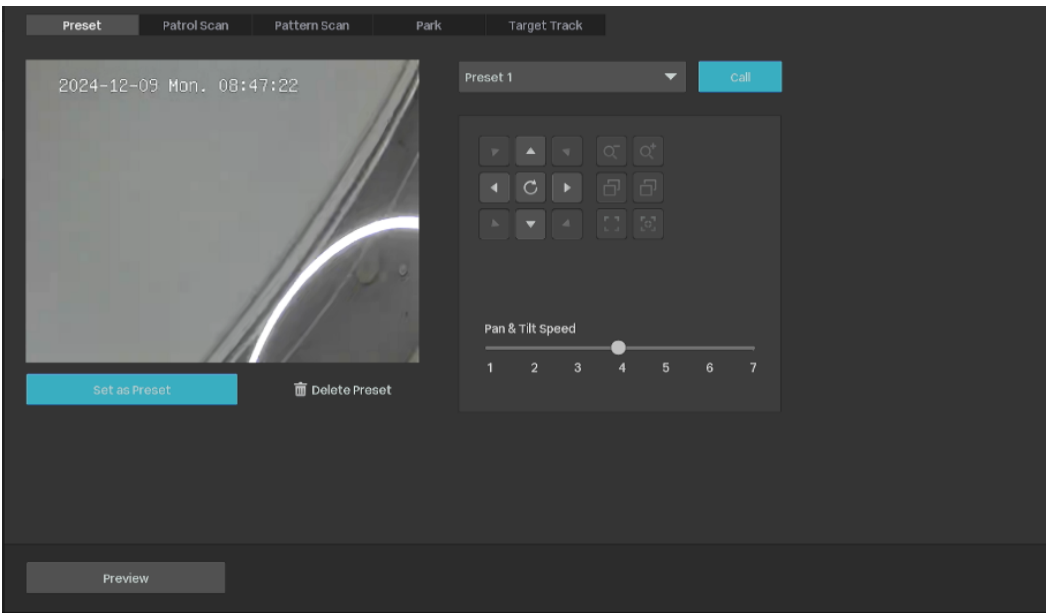 Preset Patrol Scan Pattern Scan Park Target Track
2024-12-09 Mon. 08:47:22
Preset 1
Call
Pan & Tilt Speed
1 2 3 4 5 6 7
Set as Preset
Delete Preset
Preview